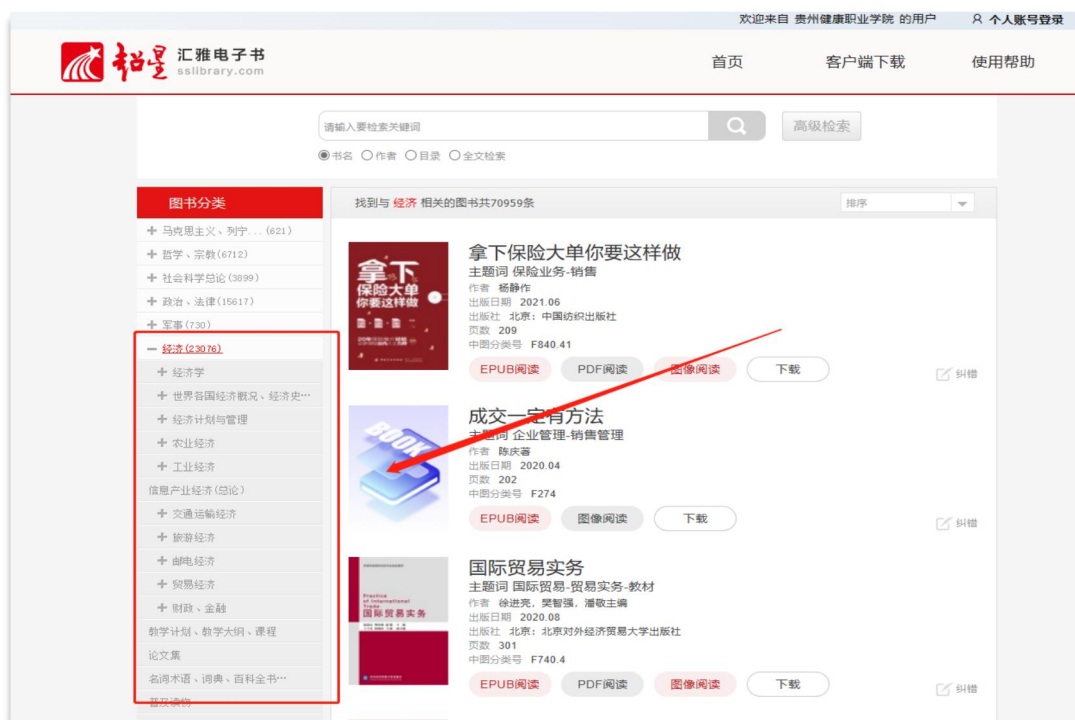 欢迎来自 贵州健康职业学院 的用户 个人账号登录
超星 汇雅电子书
sslibrary.com
首页 客户端下载 使用帮助
请输入要检索关键词
高级检索
书名 作者 目录 全文检索
图书分类
马克思主义、列宁...(621)
哲学、宗教(6712)
社会科学总论(3899)
政治、法律(15617)
军事(730)
经济(23076)
经济学
世界各国经济概况、经济史…
经济计划与管理
农业经济
工业经济
信息产业经济(总论)
交通运输经济
旅游经济
邮电经济
贸易经济
财政、金融
教学计划、教学大纲、课程
论文集
名词术语、词典、百科全书…
普及读物
找到与 经济 相关的图书共70959条
排序
拿下
保险大单
你要这样做
拿下保险大单你要这样做
主题词 保险业务-销售
作者 杨静作
出版日期 2021.06
出版社 北京：中国纺织出版社
页数 209
中图分类号 F840.41
EPUB阅读 PDF阅读 图像阅读 下载
纠错
BOOK
成交一定有方法
主题词 企业管理-销售管理
作者 陈庆著
出版日期 2020.04
页数 202
中图分类号 F274
EPUB阅读 图像阅读 下载
纠错
Practice
of International
Trade
国际贸易实务
国际贸易实务
主题词 国际贸易-贸易实务-教材
作者 徐进亮，樊智强，潘敬主编
出版日期 2020.08
出版社 北京：北京对外经济贸易大学出版社
页数 301
中图分类号 F740.4
EPUB阅读 PDF阅读 图像阅读 下载
纠错